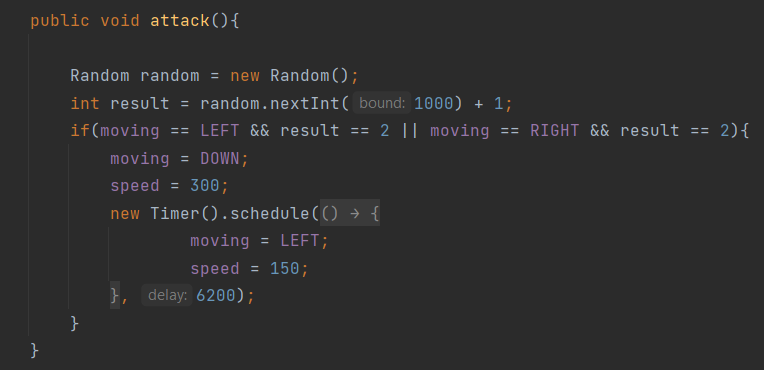 public void attack(){
Random random = new Random();
int result = random.nextInt( bound: 1000) + 1;
if(moving == LEFT && result == 2 || moving == RIGHT && result == 2){
moving = DOWN;
speed = 300;
new Timer().schedule(() → {
moving = LEFT;
speed = 150;
}, delay: 6200);
}
}